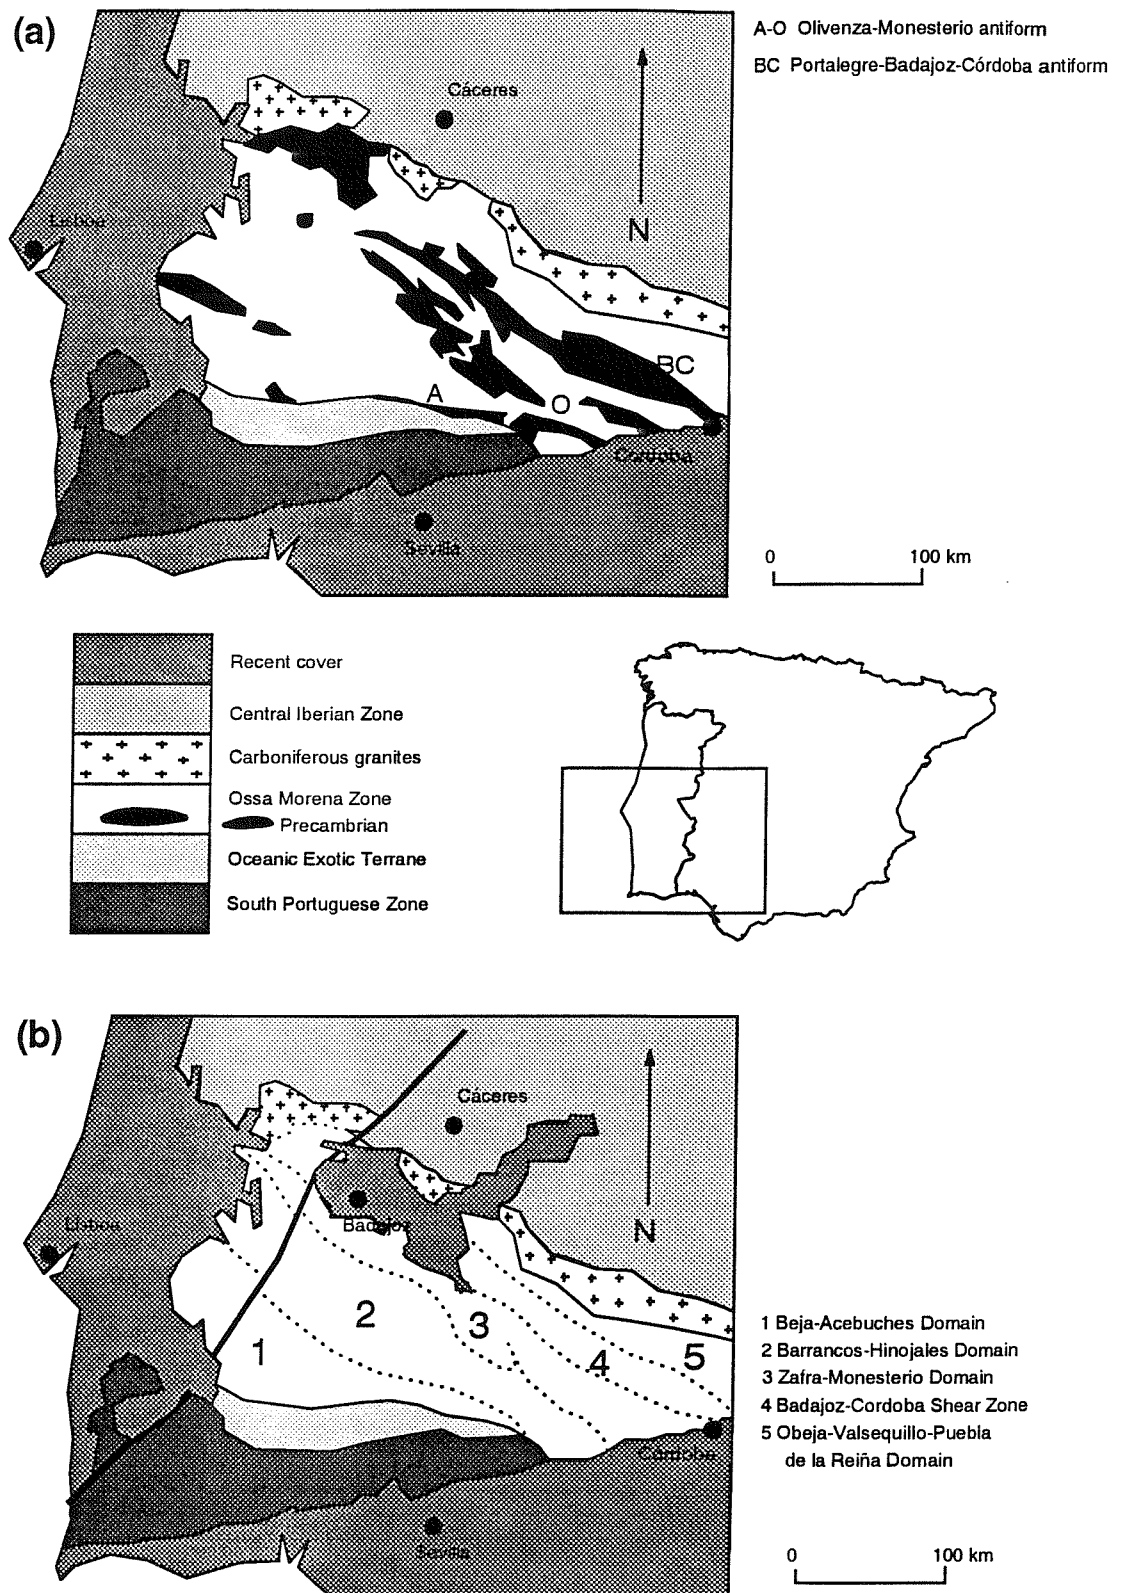 (a)
A-O Olivenza-Monesterio antiform
BC Portalegre-Badajoz-Córdoba antiform
Cáceres
N
Lisboa
BC
A
O
Cordoba
Sevilla
0 100 km
Recent cover
Central Iberian Zone
Carboniferous granites
Ossa Morena Zone
Precambrian
Oceanic Exotic Terrane
South Portuguese Zone
(b)
Cáceres
N
Badajoz
Lisboa
2
3
1
4
5
1 Beja-Acebuches Domain
2 Barrancos-Hinojales Domain
3 Zafra-Monesterio Domain
4 Badajoz-Cordoba Shear Zone
5 Obeja-Valsequillo-Puebla
de la Reiña Domain
Córdoba
Sevilla
0 100 km